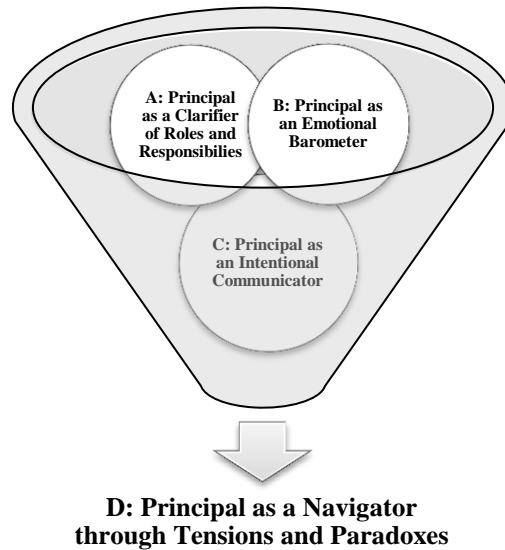 A: Principal
as a Clarifier
of Roles and
Responsibilies
B: Principal as
an Emotional
Barometer
C: Principal as
an Intentional
Communicator
D: Principal as a Navigator
through Tensions and Paradoxes